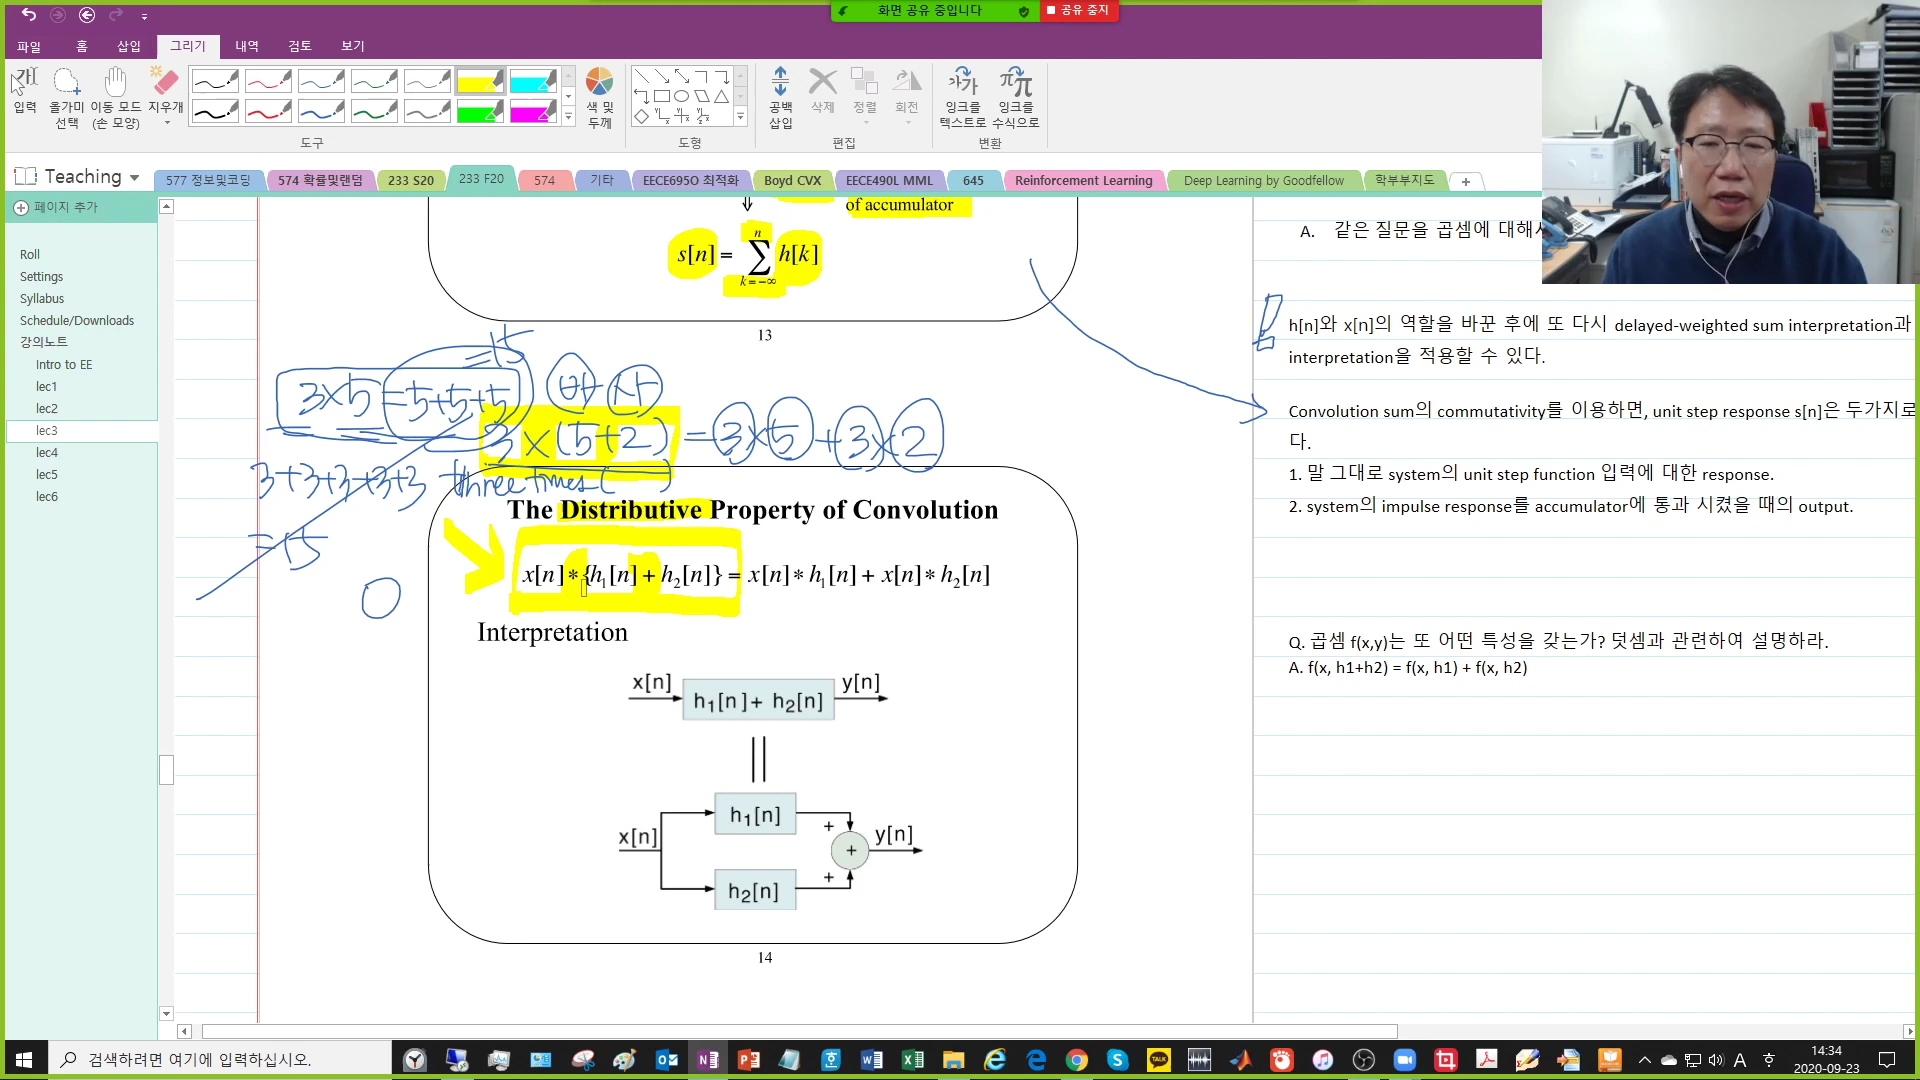 화면 공유 중입니다
공유 중지
파일 홈 삽입 그리기 내역 검토 보기
입력
올가미 선택
이동 모드 (손 모양)
지우개
색 및 두께
공백 삽입
삭제
정렬
회전
잉크를 텍스트로
잉크를 수식으로
도구
도형
편집
변환
Teaching
577 정보및코딩
574 확률및랜덤
233 S20
233 F20
574
기타
EECE695O 최적화
Boyd CVX
EECE490L MML
645
Reinforcement Learning
Deep Learning by Goodfellow
학부부지도
페이지 추가
Roll
Settings
Syllabus
Schedule/Downloads
강의노트
Intro to EE
lec1
lec2
lec3
lec4
lec5
lec6
of accumulator
⇓
s[n] = ∑ h[k]
n
k=−∞
13
=15
3×5=5+5+5
3×(5+2) = 3×5+3×2
3+3+3+3+3
three times ( )
=15
The Distributive Property of Convolution
x[n]∗{h₁[n]+h₂[n]} = x[n]∗h₁[n]+ x[n]∗h₂[n]
Interpretation
x[n] h₁[n]+ h₂[n] y[n]
h₁[n]
x[n] + + y[n]
+
h₂[n]
14
A. 같은 질문을 곱셈에 대해서
h[n]와 x[n]의 역할을 바꾼 후에 또 다시 delayed-weighted sum interpretation과
interpretation을 적용할 수 있다.
Convolution sum의 commutativity를 이용하면, unit step response s[n]은 두가지로
다.
1. 말 그대로 system의 unit step function 입력에 대한 response.
2. system의 impulse response를 accumulator에 통과 시켰을 때의 output.
Q. 곱셈 f(x,y)는 또 어떤 특성을 갖는가? 덧셈과 관련하여 설명하라.
A. f(x, h1+h2) = f(x, h1) + f(x, h2)
검색하려면 여기에 입력하십시오.
TALK
A
14:34
2020-09-23